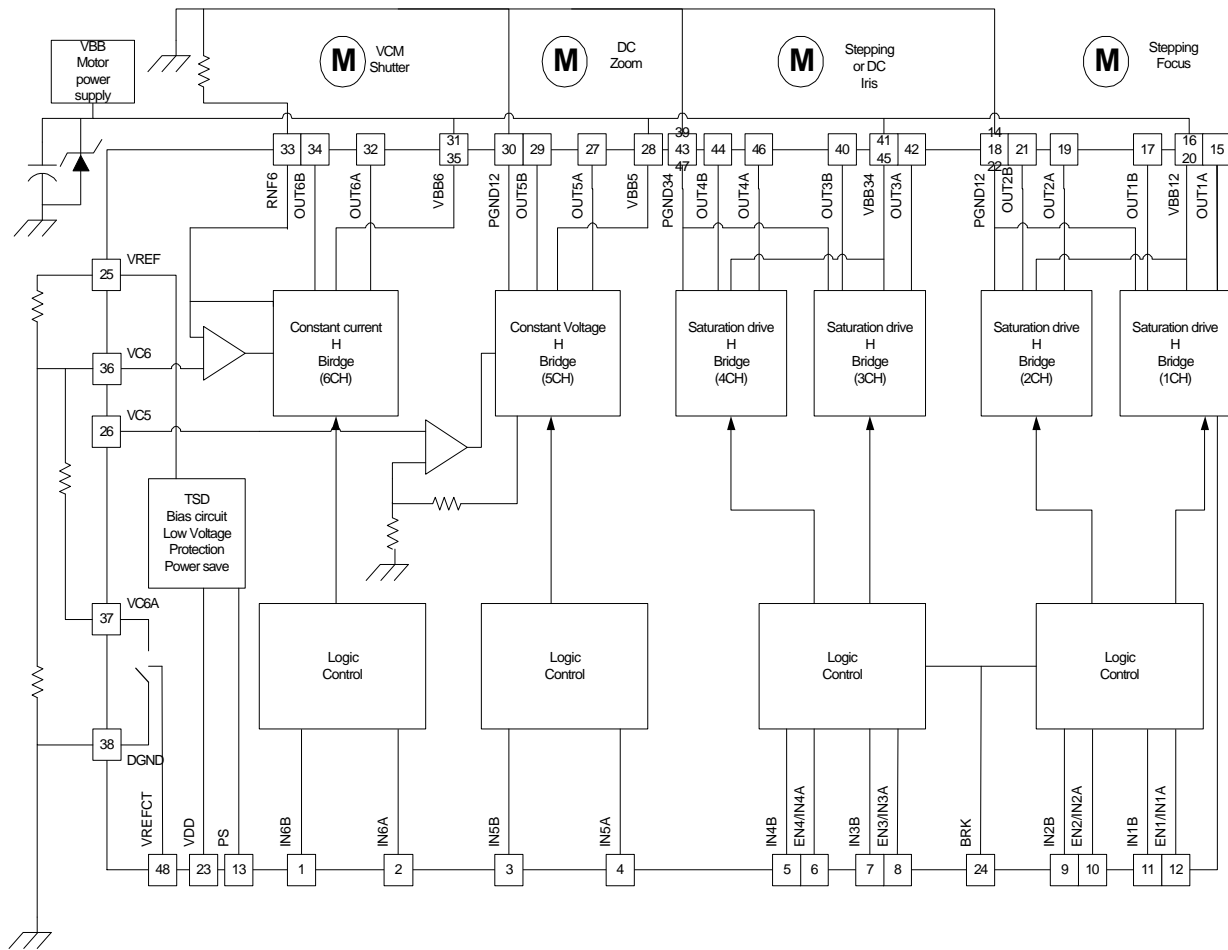 VBB
Motor
power
supply
M
VCM
Shutter
M
DC
Zoom
M
Stepping
or DC
Iris
M
Stepping
Focus
33
34
32
31
35
30
29
27
28
39
43
47
44
46
40
41
45
42
14
18
22
21
19
17
16
20
15
RNF6
OUT6B
OUT6A
VBB6
PGND12
OUT5B
OUT5A
VBB5
PGND34
OUT4B
OUT4A
OUT3B
VBB34
OUT3A
PGND12
OUT2B
OUT2A
OUT1B
VBB12
OUT1A
25
VREF
36
VC6
26
VC5
Constant current
H
Birdge
(6CH)
Constant Voltage
H
Bridge
(5CH)
Saturation drive
H
Bridge
(4CH)
Saturation drive
H
Bridge
(3CH)
Saturation drive
H
Bridge
(2CH)
Saturation drive
H
Bridge
(1CH)
TSD
Bias circuit
Low Voltage
Protection
Power save
37
VC6A
38
DGND
Logic
Control
Logic
Control
Logic
Control
Logic
Control
VREFCT
VDD
PS
IN6B
IN6A
IN5B
IN5A
IN4B
EN4/IN4A
IN3B
EN3/IN3A
BRK
IN2B
EN2/IN2A
IN1B
EN1/IN1A
48
23
13
1
2
3
4
5
6
7
8
24
9
10
11
12